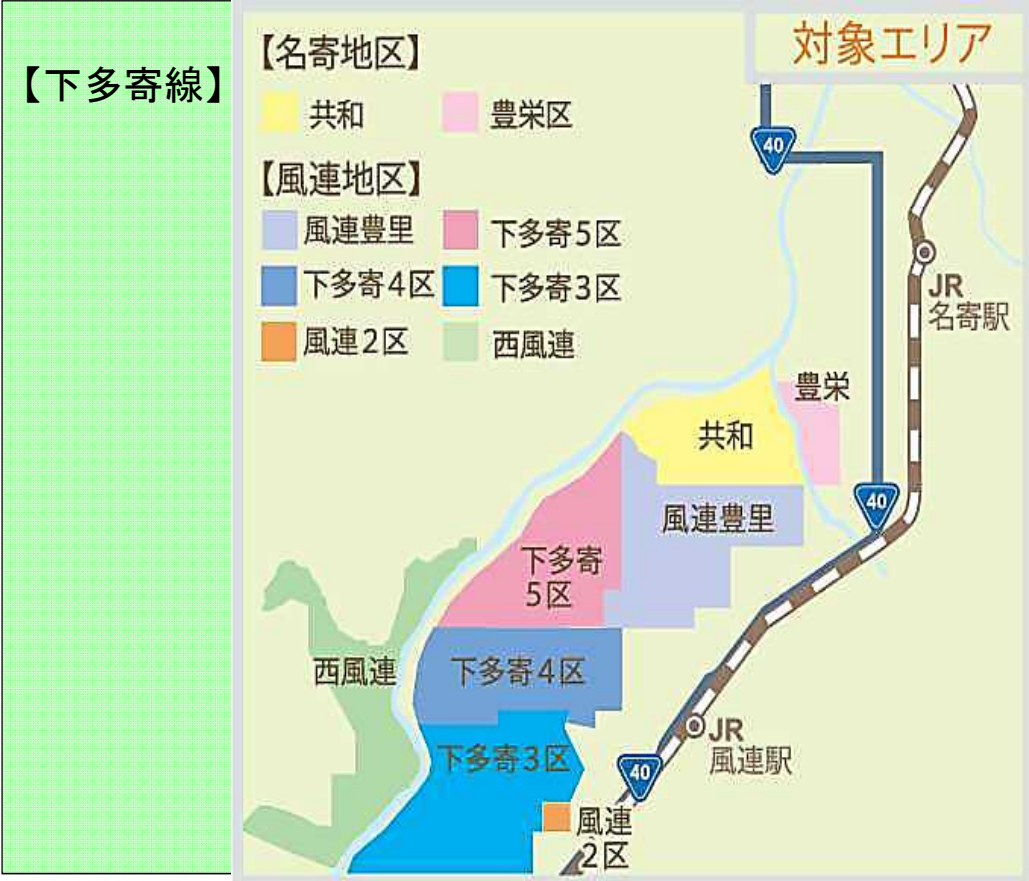 【下多寄線】
対象エリア
【名寄地区】
共和 豊栄区
【風連地区】
風連豊里 下多寄5区
下多寄4区 下多寄3区
風連2区 西風連
40
JR
名寄駅
豊栄
共和
40
風連豊里
下多寄
5区
西風連
下多寄4区
JR
風連駅
下多寄3区
40
風連
2区